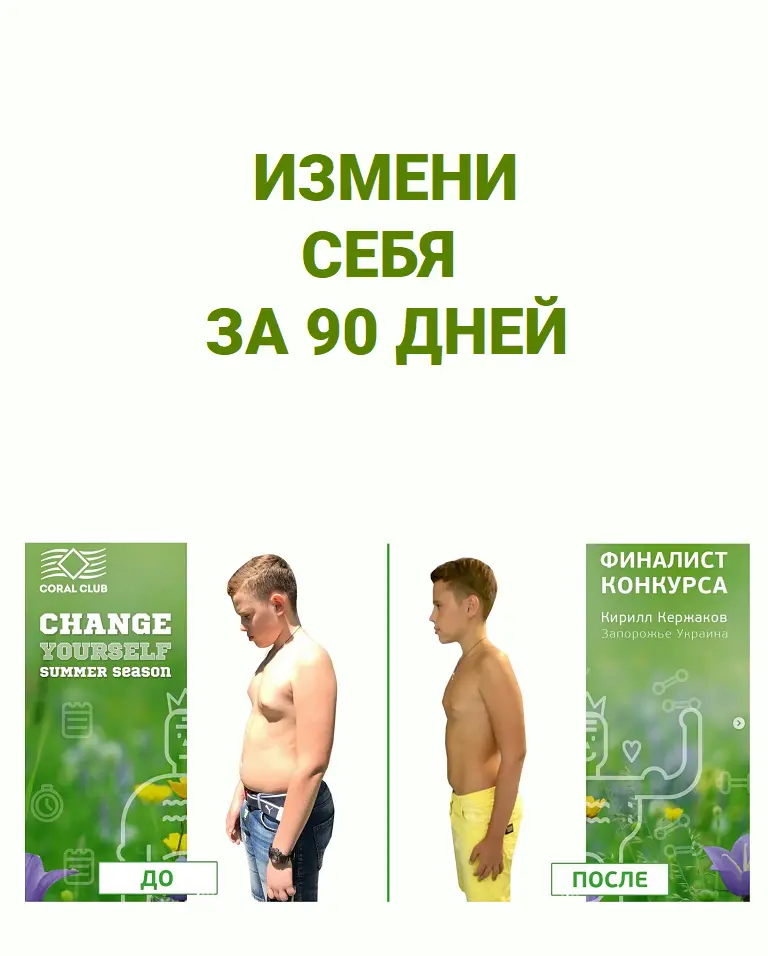 ИЗМЕНИ
СЕБЯ
ЗА 90 ДНЕЙ
CORAL CLUB
CHANGE
YOURSELF
SUMMER season
ДО
ФИНАЛИСТ
КОНКУРСА
Кирилл Кержаков
Запорожье Украина
ПОСЛЕ